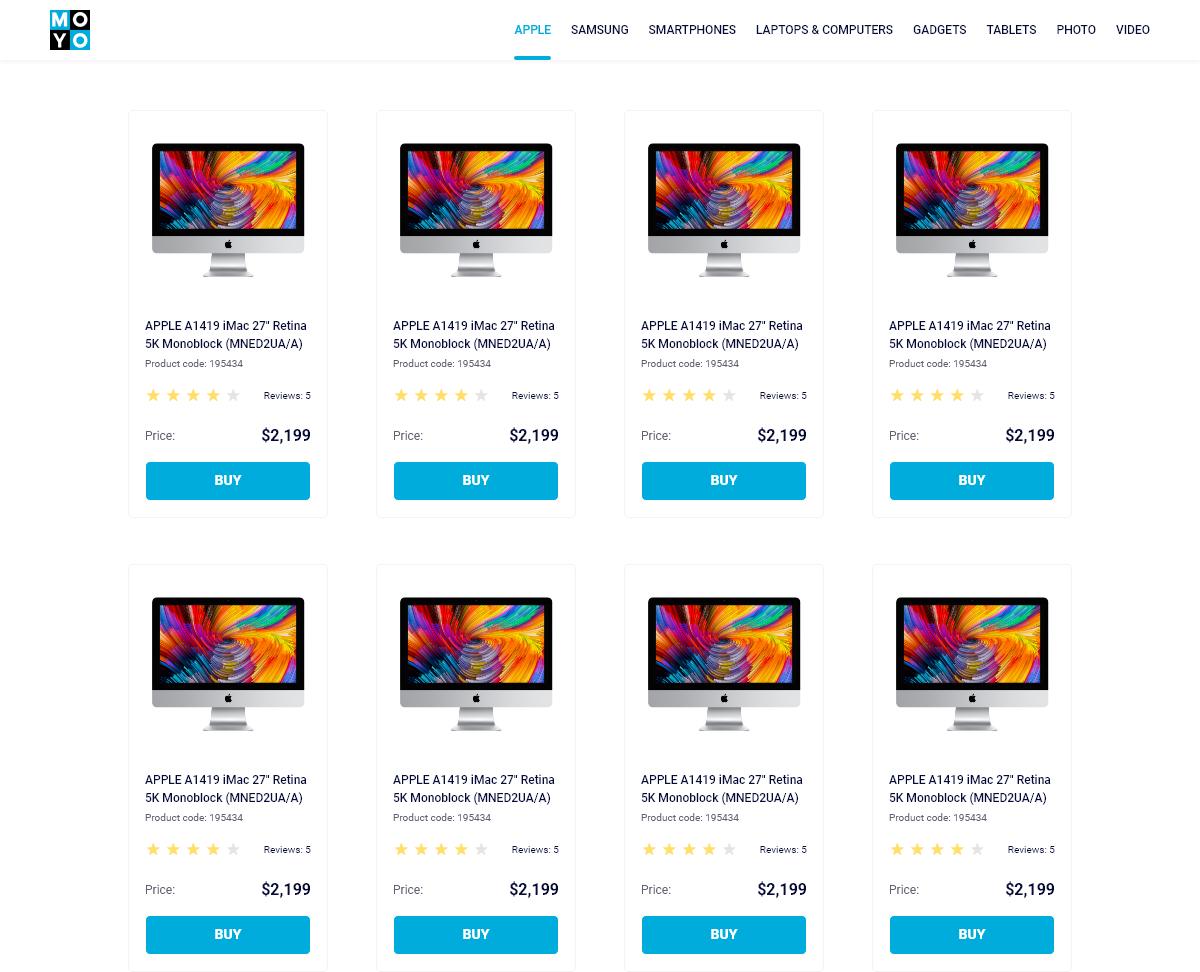 MO
YO
APPLE SAMSUNG SMARTPHONES LAPTOPS & COMPUTERS GADGETS TABLETS PHOTO VIDEO
APPLE A1419 iMac 27" Retina
5K Monoblock (MNED2UA/A)
Product code: 195434
Reviews: 5
Price: $2,199
BUY
APPLE A1419 iMac 27" Retina
5K Monoblock (MNED2UA/A)
Product code: 195434
Reviews: 5
Price: $2,199
BUY
APPLE A1419 iMac 27" Retina
5K Monoblock (MNED2UA/A)
Product code: 195434
Reviews: 5
Price: $2,199
BUY
APPLE A1419 iMac 27" Retina
5K Monoblock (MNED2UA/A)
Product code: 195434
Reviews: 5
Price: $2,199
BUY
APPLE A1419 iMac 27" Retina
5K Monoblock (MNED2UA/A)
Product code: 195434
Reviews: 5
Price: $2,199
BUY
APPLE A1419 iMac 27" Retina
5K Monoblock (MNED2UA/A)
Product code: 195434
Reviews: 5
Price: $2,199
BUY
APPLE A1419 iMac 27" Retina
5K Monoblock (MNED2UA/A)
Product code: 195434
Reviews: 5
Price: $2,199
BUY
APPLE A1419 iMac 27" Retina
5K Monoblock (MNED2UA/A)
Product code: 195434
Reviews: 5
Price: $2,199
BUY